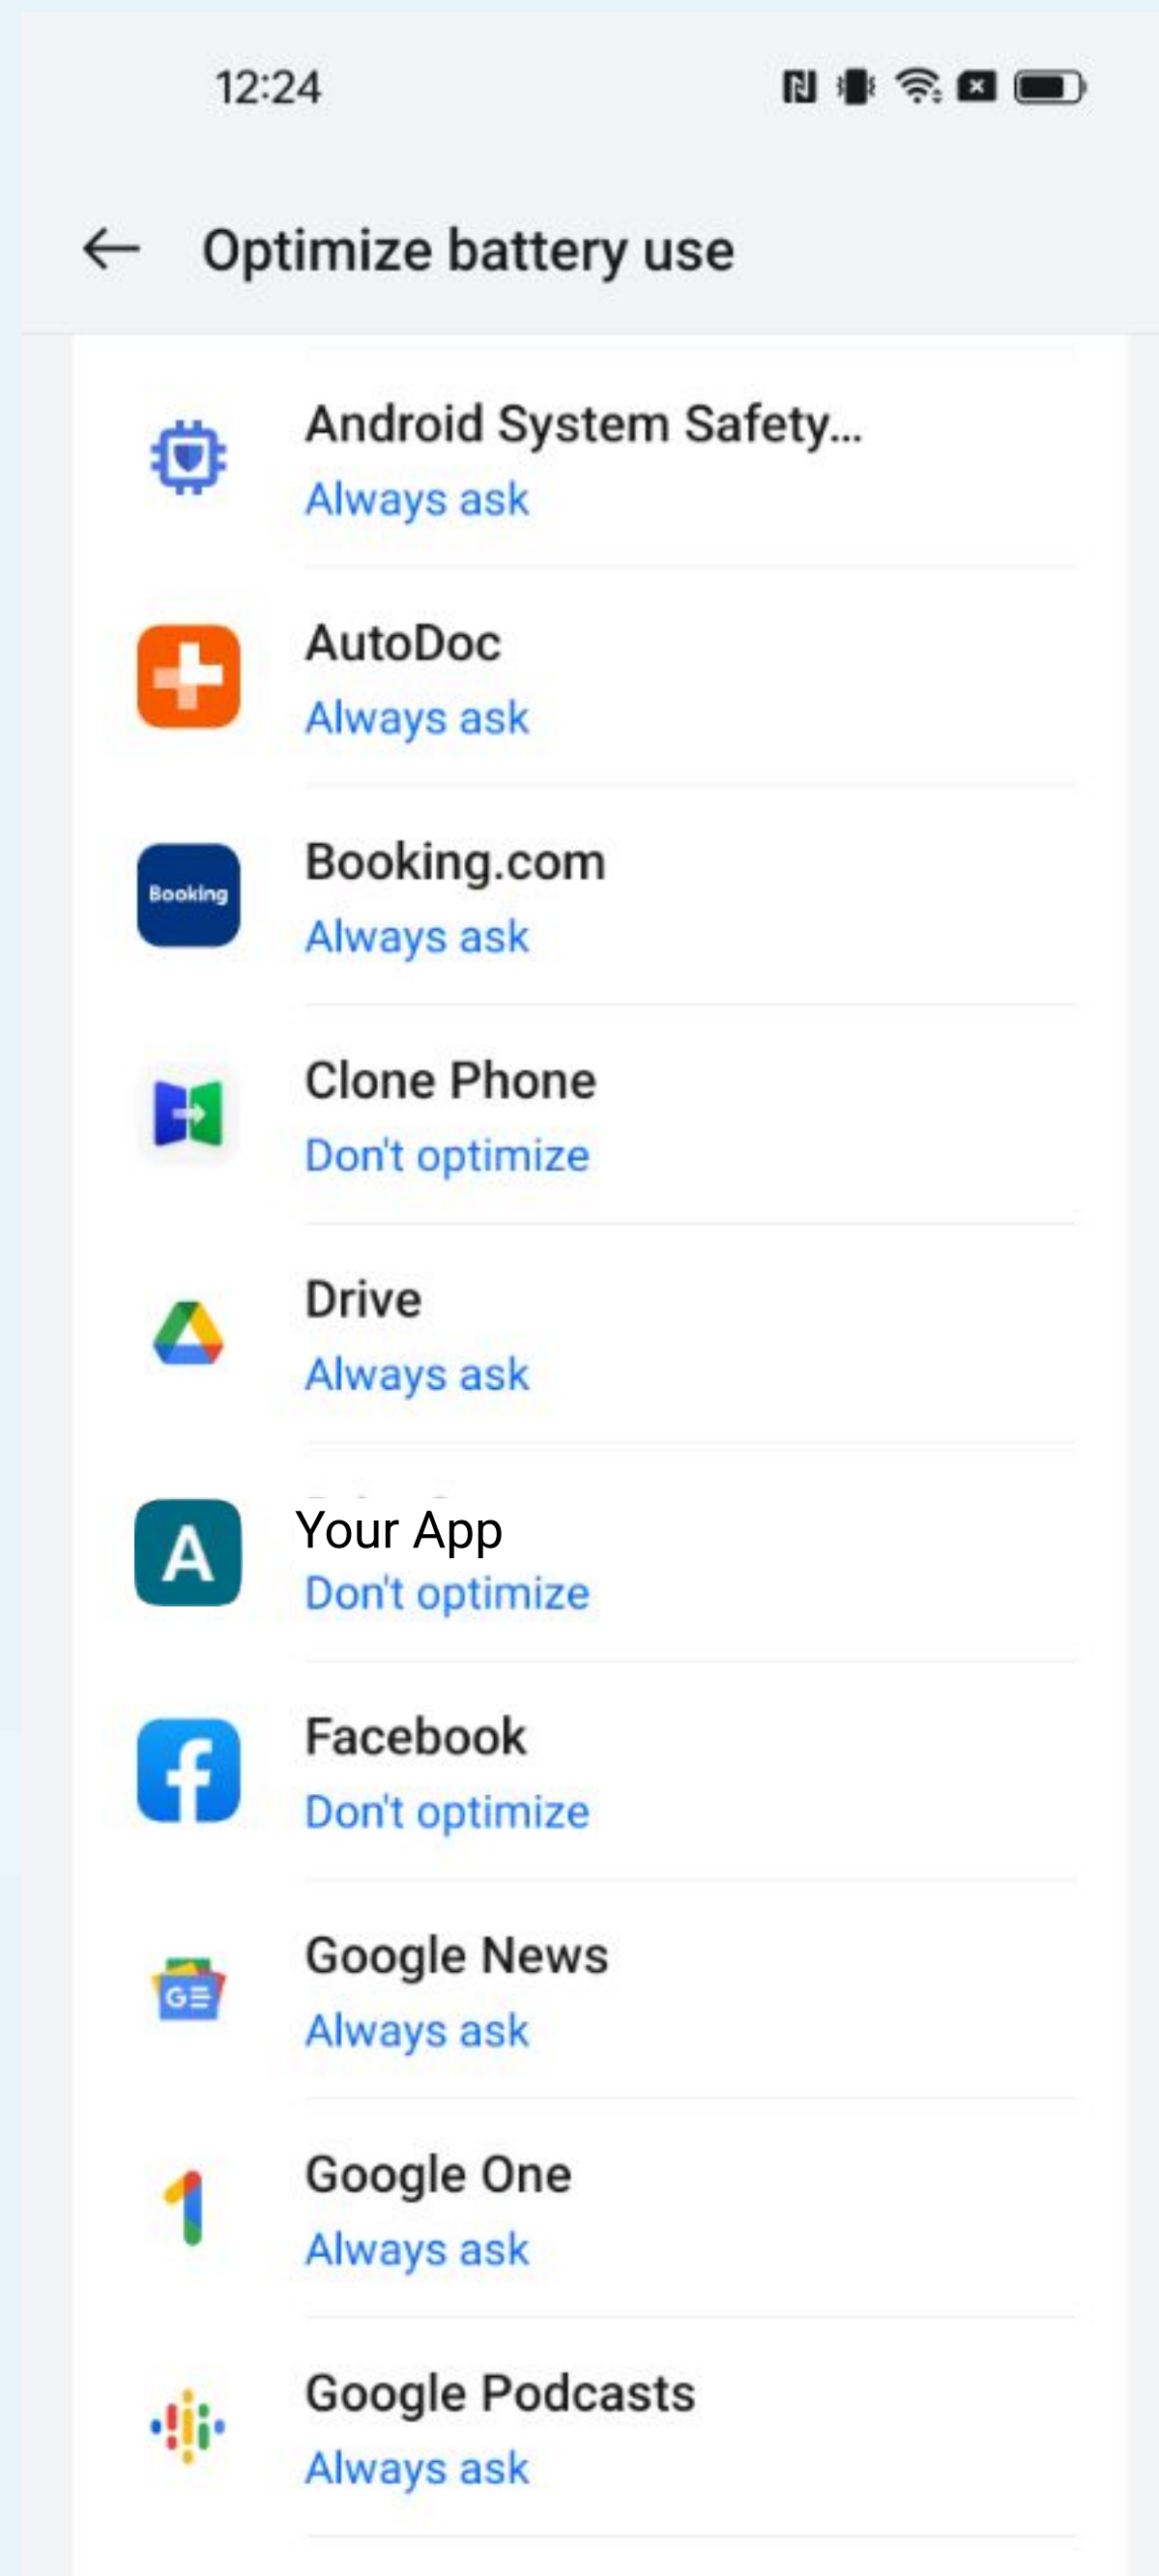 12:24
Optimize battery use
Android System Safety...
Always ask
AutoDoc
Always ask
Booking.com
Booking
Always ask
Clone Phone
Don't optimize
Drive
Always ask
A
Your App
Don't optimize
Facebook
Don't optimize
Google News
GE
Always ask
Google One
1
Always ask
Google Podcasts
Always ask